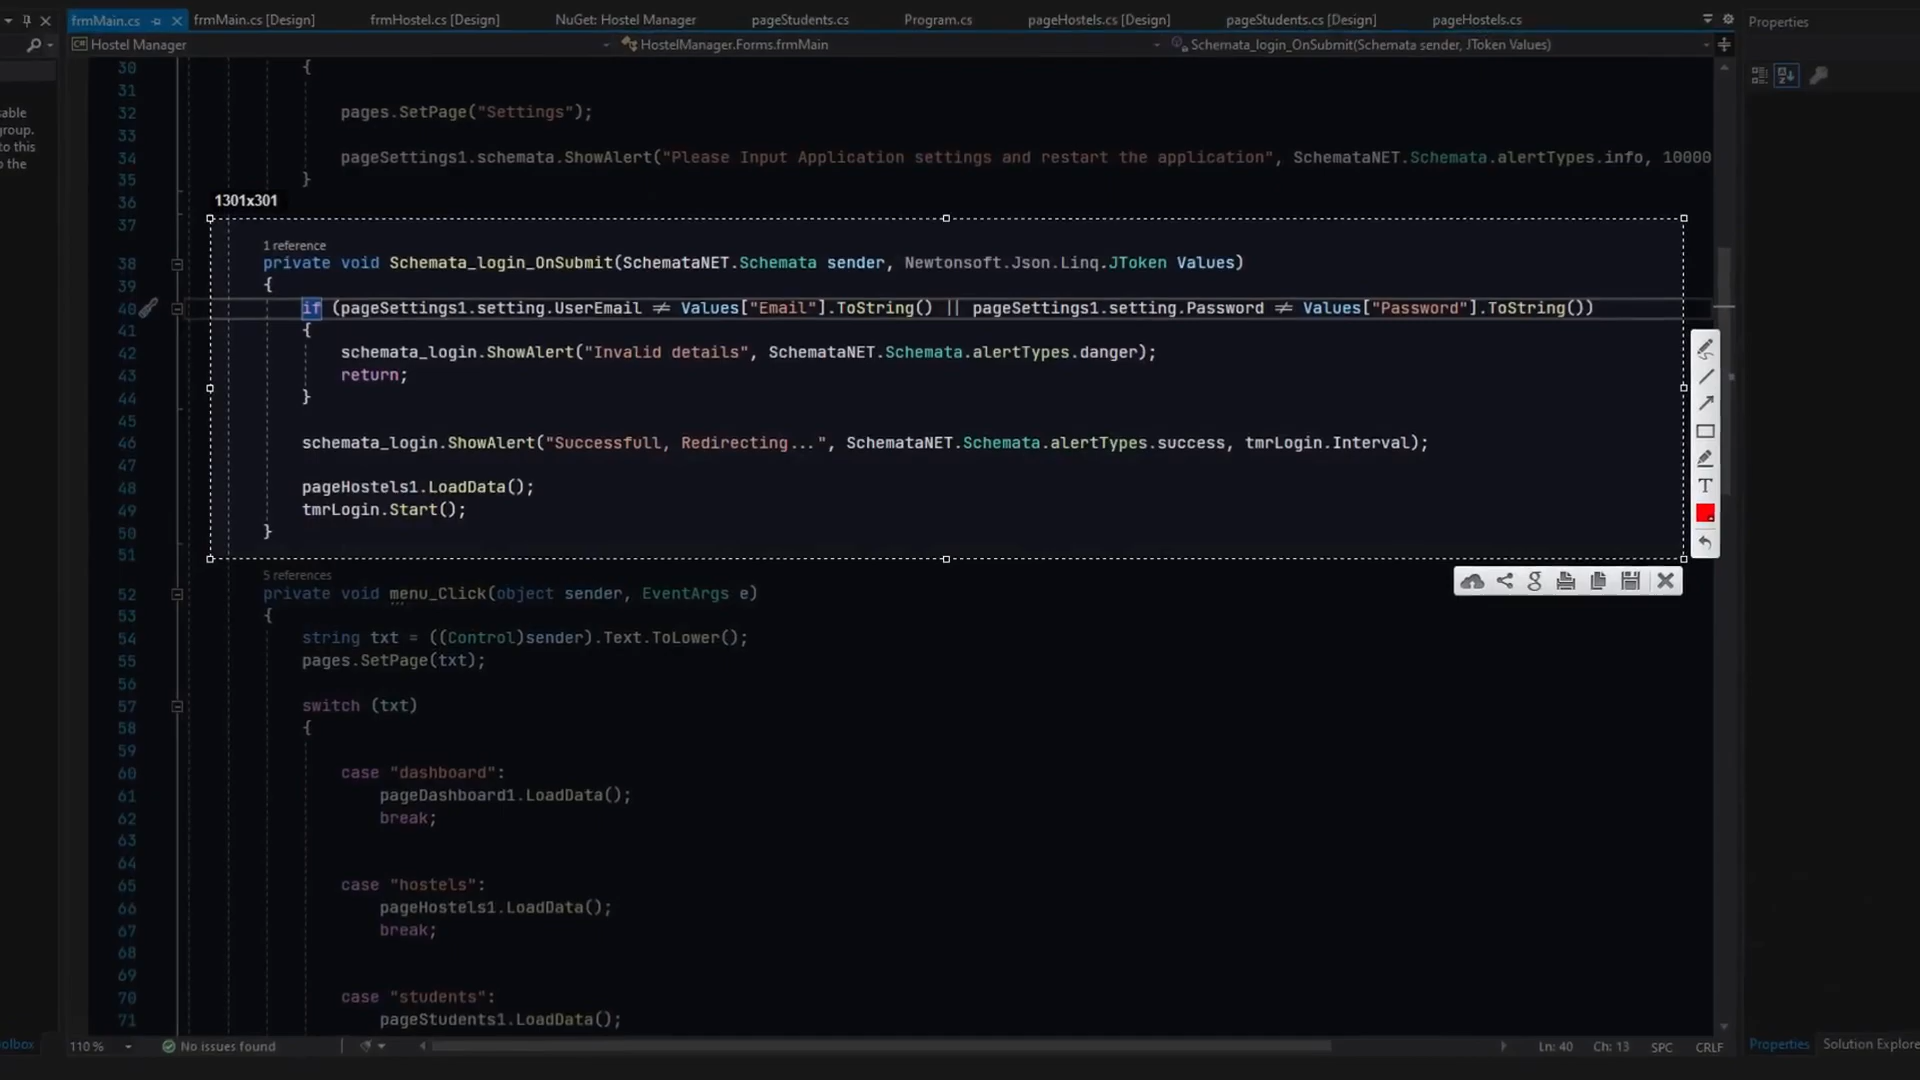 frmMain.cs
frmMain.cs [Design]
frmHostel.cs [Design]
NuGet: Hostel Manager
pageStudents.cs
Program.cs
pageHostels.cs [Design]
pageStudents.cs [Design]
pageHostels.cs
Properties
Hostel Manager
HostelManager.Forms.frmMain
Schemata_login_OnSubmit(Schemata sender, JToken Values)
sable
group.
to this
o the
30 {
31
32 pages.SetPage("Settings");
33
34 pageSettings1.schemata.ShowAlert("Please Input Application settings and restart the application", SchemataNET.Schemata.alertTypes.info, 10000
35 }
36
1301x301
37
1 reference
38 private void Schemata_login_OnSubmit(SchemataNET.Schemata sender, Newtonsoft.Json.Linq.JToken Values)
39 {
40 if (pageSettings1.setting.UserEmail ≠ Values["Email"].ToString() || pageSettings1.setting.Password ≠ Values["Password"].ToString())
41 {
42 schemata_login.ShowAlert("Invalid details", SchemataNET.Schemata.alertTypes.danger);
43 return;
44 }
45
46 schemata_login.ShowAlert("Successfull, Redirecting...", SchemataNET.Schemata.alertTypes.success, tmrLogin.Interval);
47
48 pageHostels1.LoadData();
49 tmrLogin.Start();
50 }
51
5 references
52 private void menu_Click(object sender, EventArgs e)
53 {
54 string txt = ((Control)sender).Text.ToLower();
55 pages.SetPage(txt);
56
57 switch (txt)
58 {
59
60 case "dashboard":
61 pageDashboard1.LoadData();
62 break;
63
64
65 case "hostels":
66 pageHostels1.LoadData();
67 break;
68
69
70 case "students":
71 pageStudents1.LoadData();
oolbox
110 %
No issues found
Ln: 40
Ch: 13
SPC
CRLF
Properties
Solution Explore